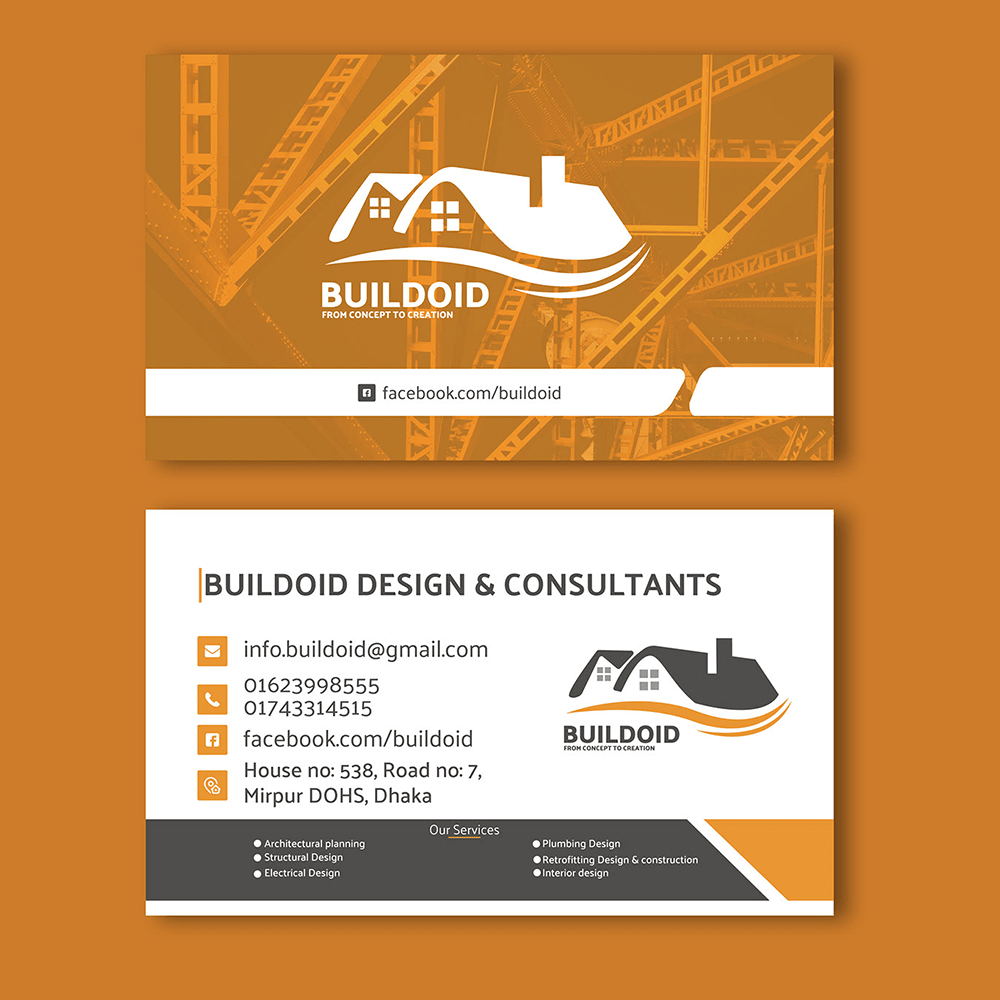 BUILDOID
FROM CONCEPT TO CREATION
facebook.com/buildoid
BUILDOID DESIGN & CONSULTANTS
info.buildoid@gmail.com
01623998555
01743314515
facebook.com/buildoid
House no: 538, Road no: 7,
Mirpur DOHS, Dhaka
BUILDOID
FROM CONCEPT TO CREATION
Our Services
Architectural planning
Structural Design
Electrical Design
Plumbing Design
Retrofitting Design & construction
Interior design